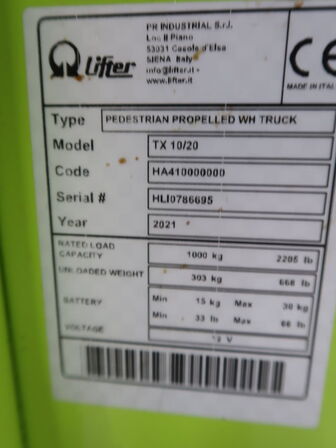 Lifter
PR INDUSTRIAL S.r.l.
Loc. Il Piano
53031 Casole d'Elsa
SIENA Italy
info@lifter.it
www.lifter.it
CE
MADE IN ITAL
Type PEDESTRIAN PROPELLED WH TRUCK
Model TX 10/20
Code HA410000000
Serial # HLI0786695
Year 2021
RATED LOAD
CAPACITY 1000 kg 2205 lb
UNLOADED WEIGHT 303 kg 668 lb
BATTERY Min 15 kg Max 30 kg
Min 33 lb Max 66 lb
VOLTAGE 12 V